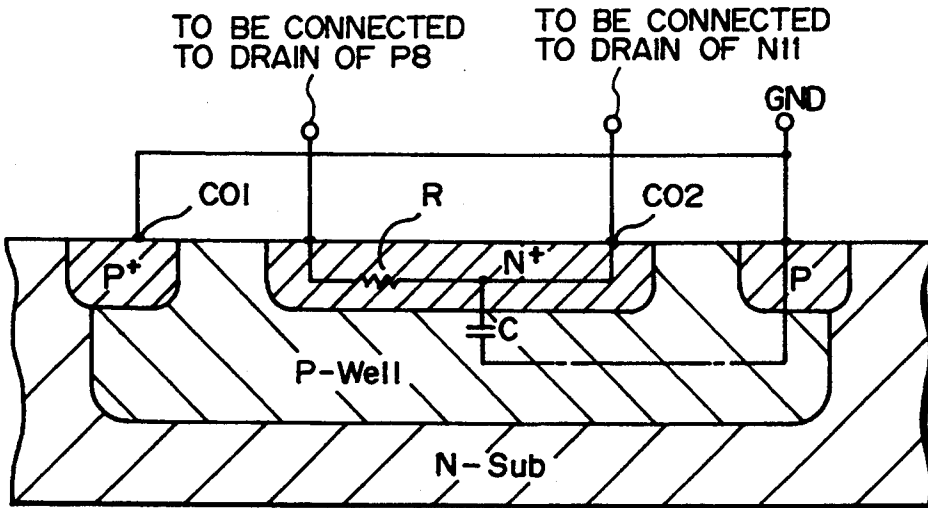 TO BE CONNECTED
TO DRAIN OF P8
TO BE CONNECTED
TO DRAIN OF N11
GND
CO1
R
CO2
P+
N+
P
C
P-Well
N-Sub